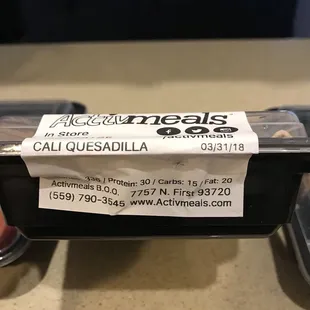 Activmeals
In Store
/activmeals
CALI QUESADILLA 03/31/18
/ Protein: 30 / Carbs: 15 / Fat: 20
Activmeals B.O.O. 7757 N. First 93720
(559) 790-3545 www.Activmeals.com